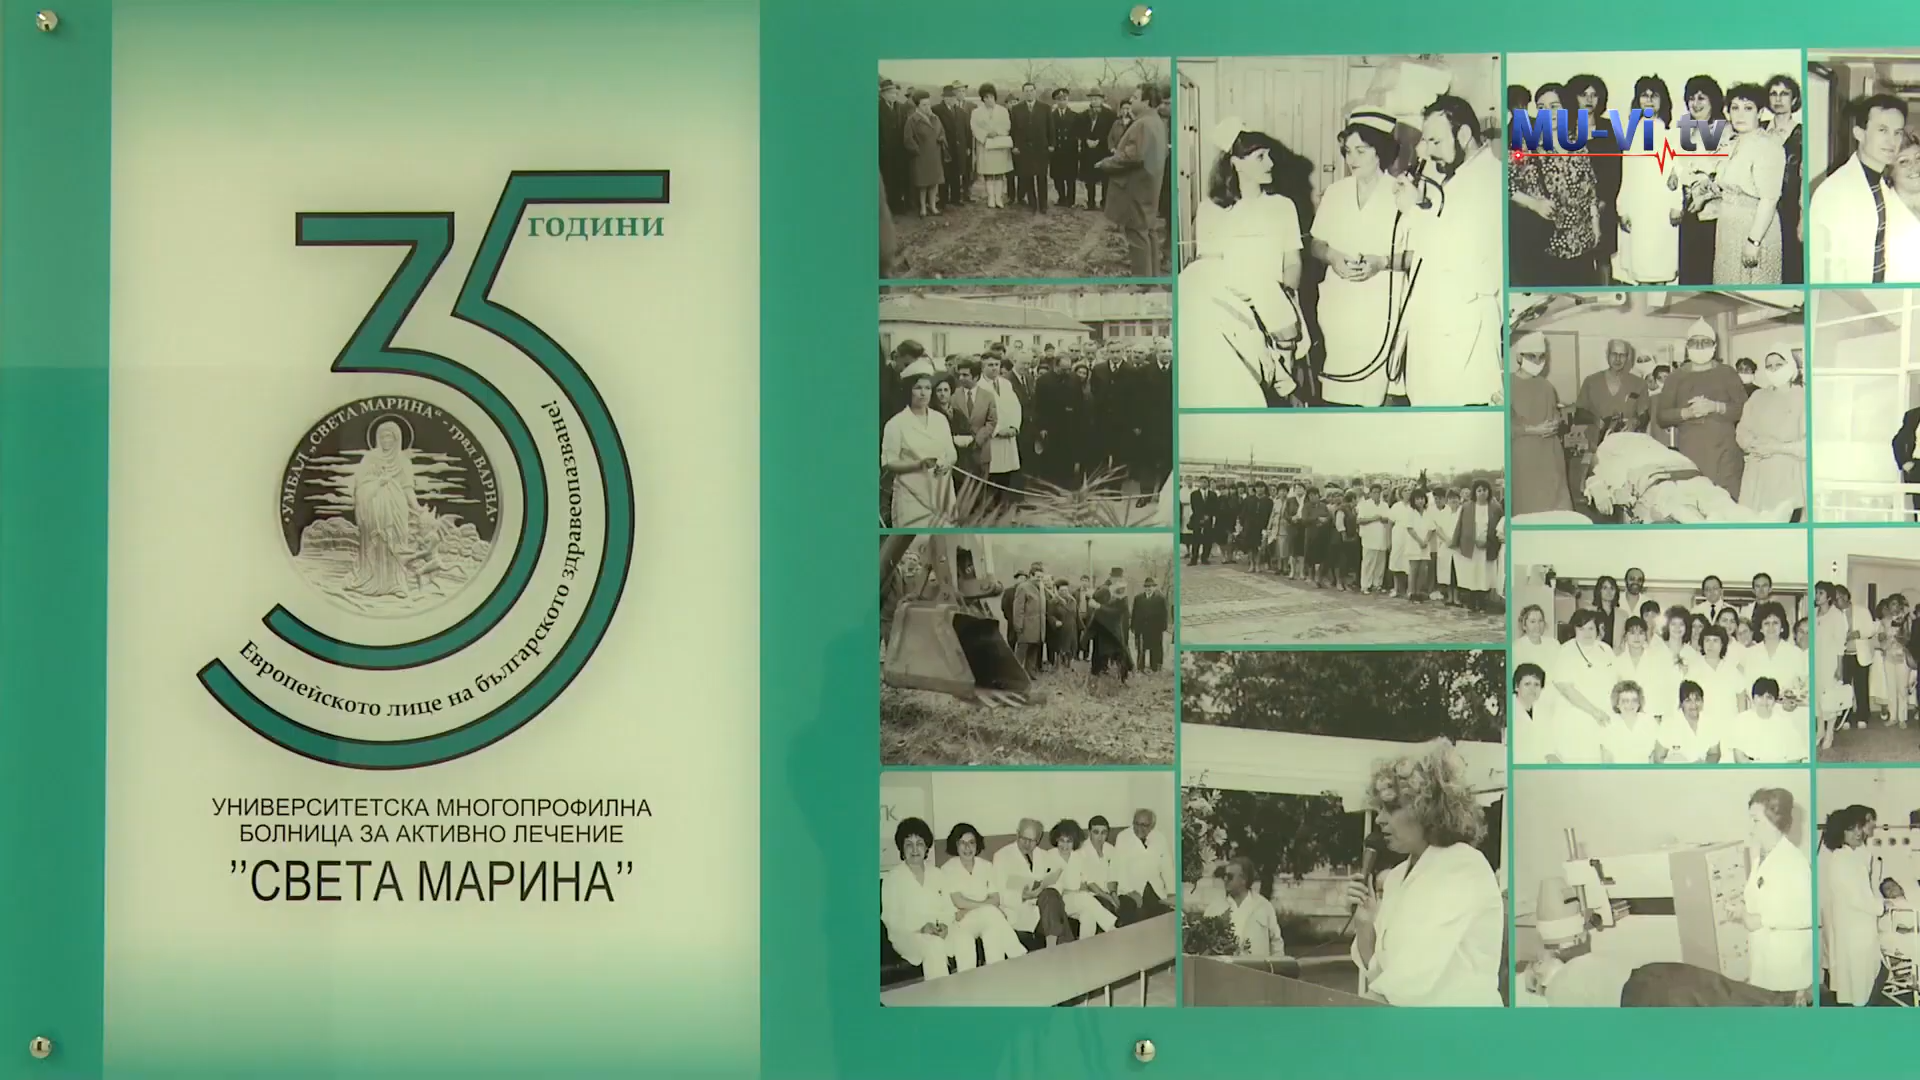 35
ГОДИНИ
УМБАЛ „СВЕТА МАРИНА“ - град ВАРНА
Европейското лице на българското здравеопазване!
УНИВЕРСИТЕТСКА МНОГОПРОФИЛНА
БОЛНИЦА ЗА АКТИВНО ЛЕЧЕНИЕ
”СВЕТА МАРИНА”
MU-Vi.tv